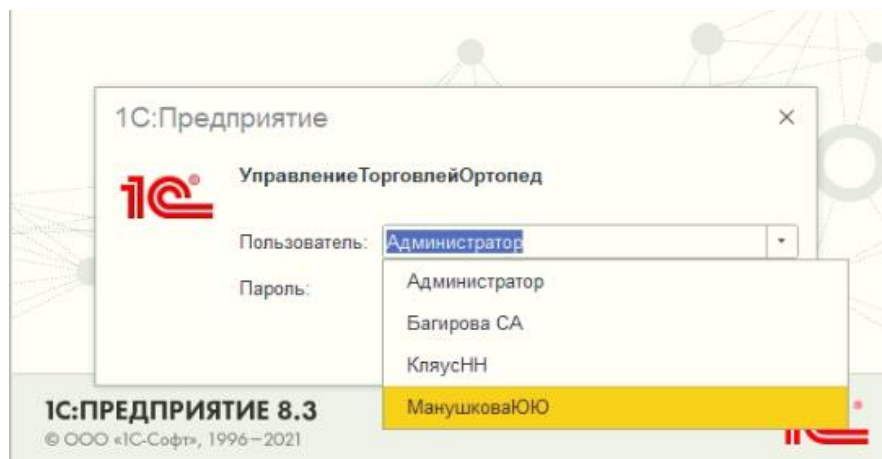 1С:Предприятие
1С
УправлениеТорговлейОртопед
Пользователь: Администратор
Пароль:
Администратор
Багирова СА
КляусНН
МанушковаЮЮ
1С:ПРЕДПРИЯТИЕ 8.3
© ООО «1С-Софт», 1996–2021